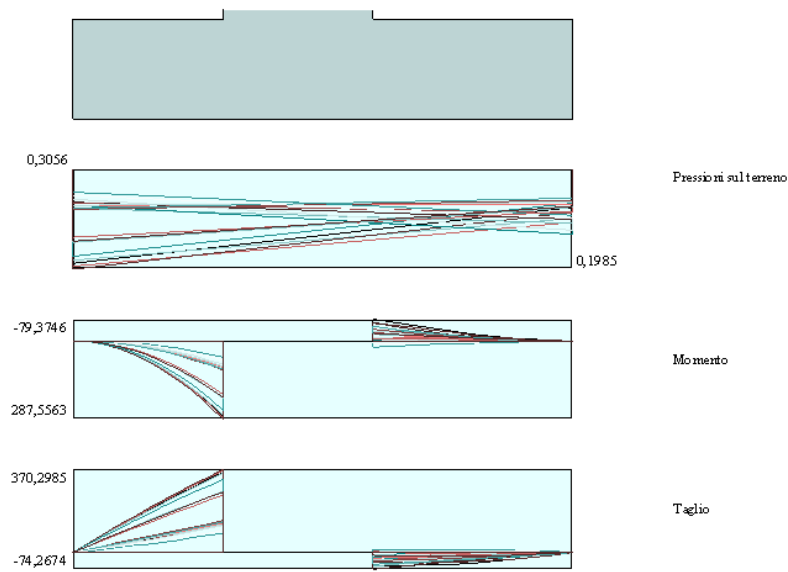 0,3056
Pressioni sul terreno
0,1985
-79,3746
Momento
287,5563
370,2985
Taglio
-74,2674